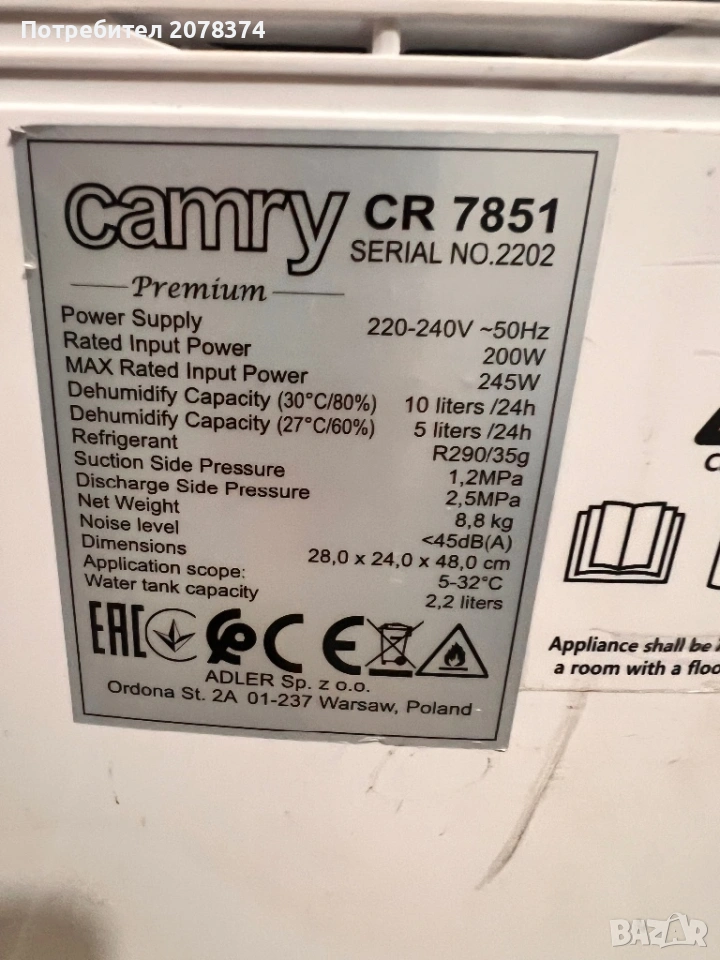 Потребител 2078374
camry CR 7851
SERIAL NO.2202
Premium
Power Supply 220-240V ~50Hz
Rated Input Power 200W
MAX Rated Input Power 245W
Dehumidify Capacity (30°C/80%) 10 liters /24h
Dehumidify Capacity (27°C/60%) 5 liters /24h
Refrigerant R290/35g
Suction Side Pressure 1,2MPa
Discharge Side Pressure 2,5MPa
Net Weight 8,8 kg
Noise level <45dB(A)
Dimensions 28,0 x 24,0 x 48,0 cm
Application scope: 5-32°C
Water tank capacity 2,2 liters
EAC CE
ADLER Sp. z o.o.
Ordona St. 2A 01-237 Warsaw, Poland
Appliance shall be
a room with a
BAZAR